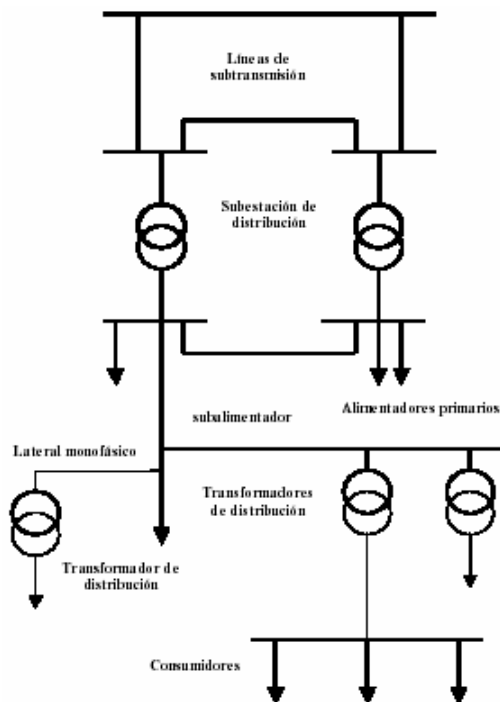 Líneas de
subtransmisión
Subestación de
distribución
Alimentadores primarios
subalimentador
Lateral monofásico
Transformadores
de distribución
Transformador de
distribución
Consumidores